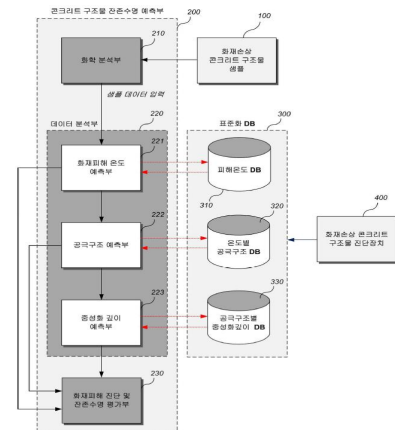 콘크리트 구조물 잔존수명 예측부
200
210
화학 분석부
100
화재손상
콘크리트 구조물
샘플
샘플 데이터 입력
데이터 분석부
220
221
화재피해 온도
예측부
표준화 DB
300
피해온도 DB
310
222
공극구조 예측부
320
온도별
공극구조 DB
400
화재손상 콘크리트
구조물 진단장치
223
중성화 깊이
예측부
330
공극구조별
중성화깊이 DB
230
화재피해 진단 및
잔존수명 평가부